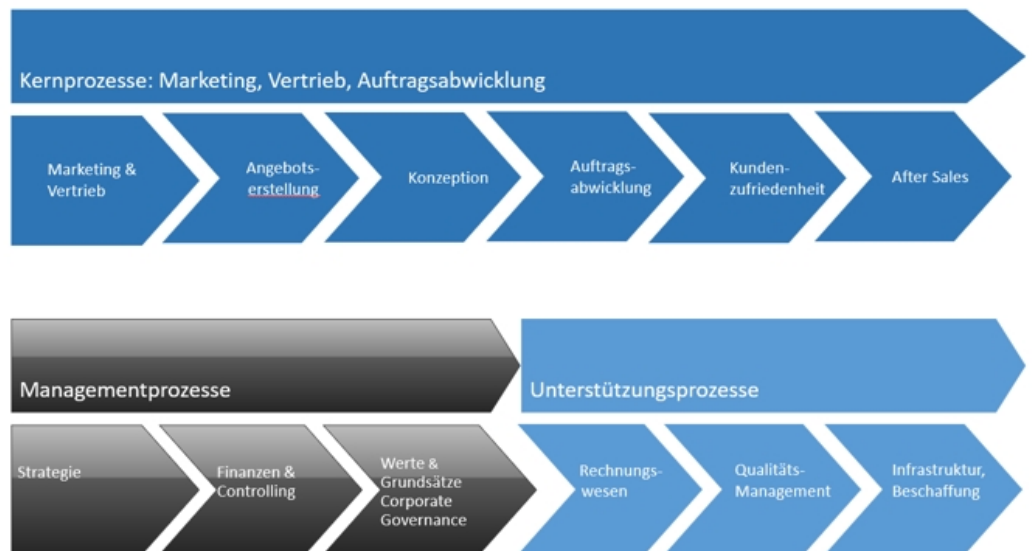 Kernprozesse: Marketing, Vertrieb, Auftragsabwicklung
Marketing &
Vertrieb
Angebots-
erstellung
Konzeption
Auftrags-
abwicklung
Kunden-
zufriedenheit
After Sales
Managementprozesse
Unterstützungsprozesse
Strategie
Finanzen &
Controlling
Werte &
Grundsätze
Corporate
Governance
Rechnungs-
wesen
Qualitäts-
Management
Infrastruktur,
Beschaffung